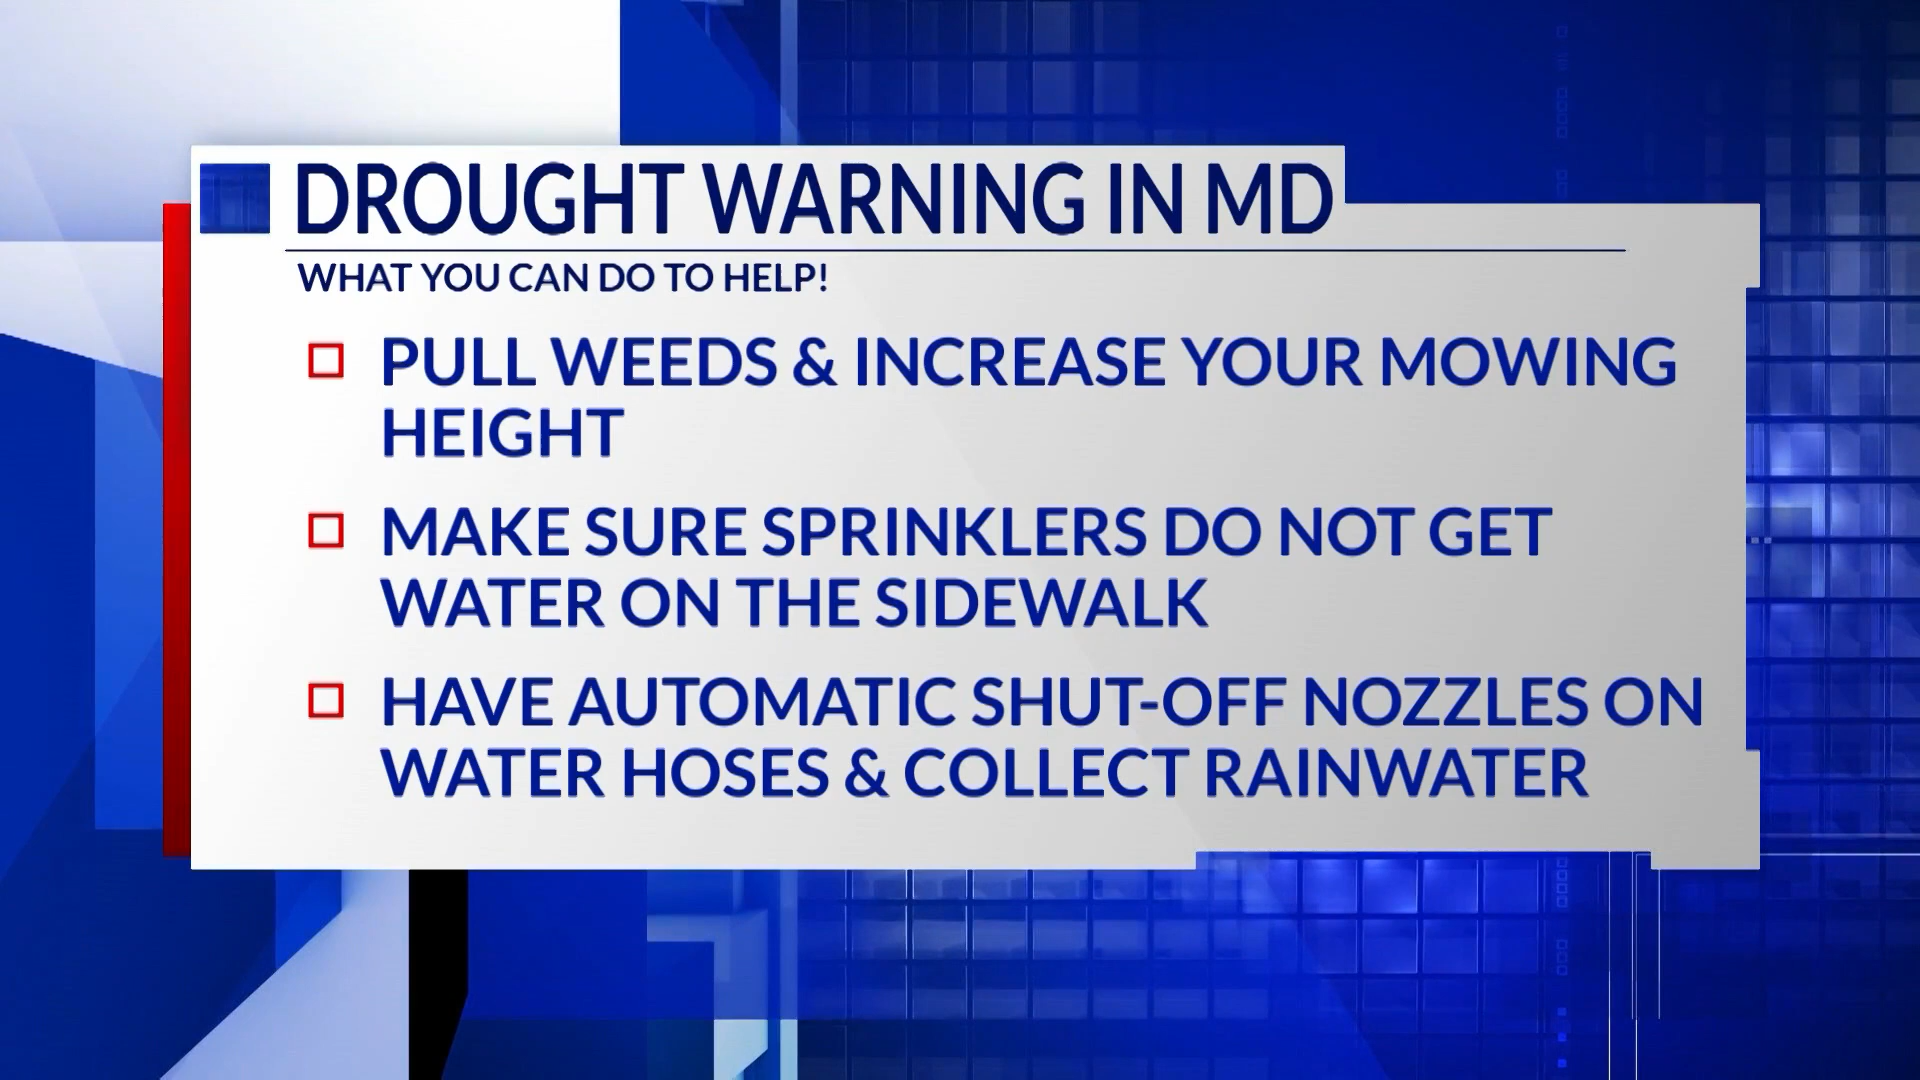 DROUGHT WARNING IN MD
WHAT YOU CAN DO TO HELP!
PULL WEEDS & INCREASE YOUR MOWING
HEIGHT
MAKE SURE SPRINKLERS DO NOT GET
WATER ON THE SIDEWALK
HAVE AUTOMATIC SHUT-OFF NOZZLES ON
WATER HOSES & COLLECT RAINWATER